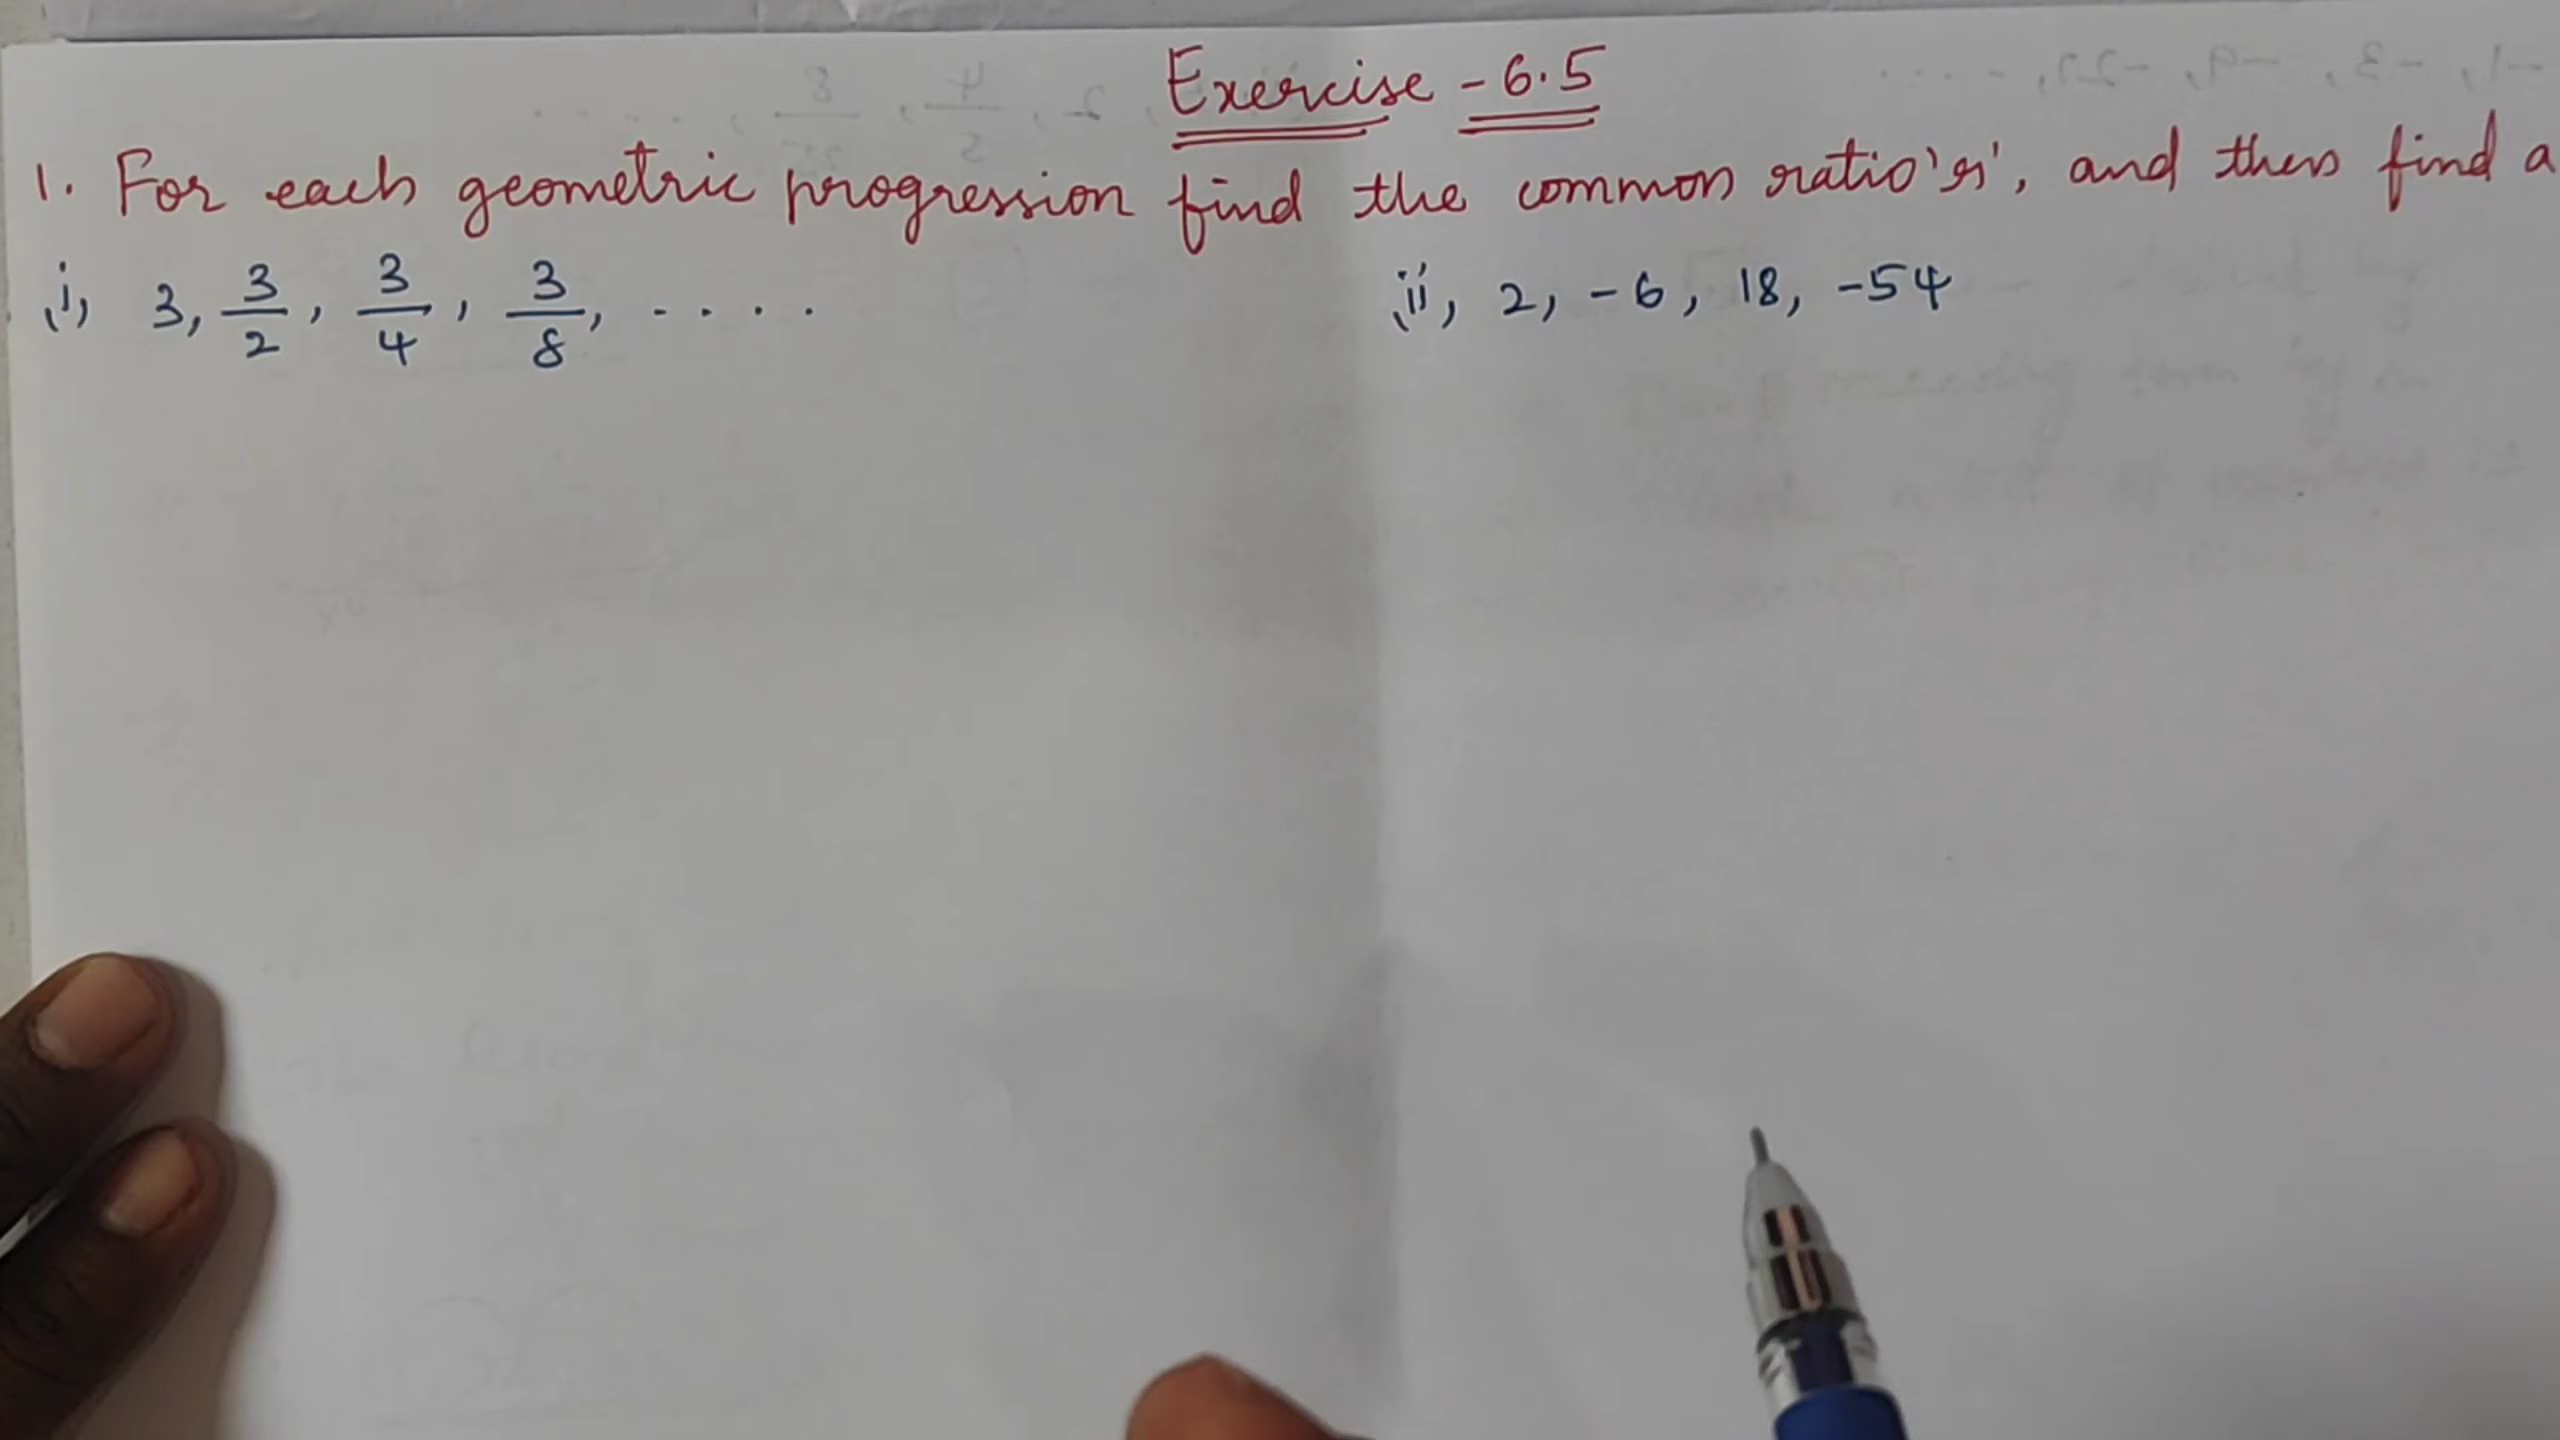 Exercise - 6.5
1. For each geometric progression find the common ratio 'r', and then find a
(i) 3, 3/2, 3/4, 3/8, . . . .
(ii) 2, -6, 18, -54